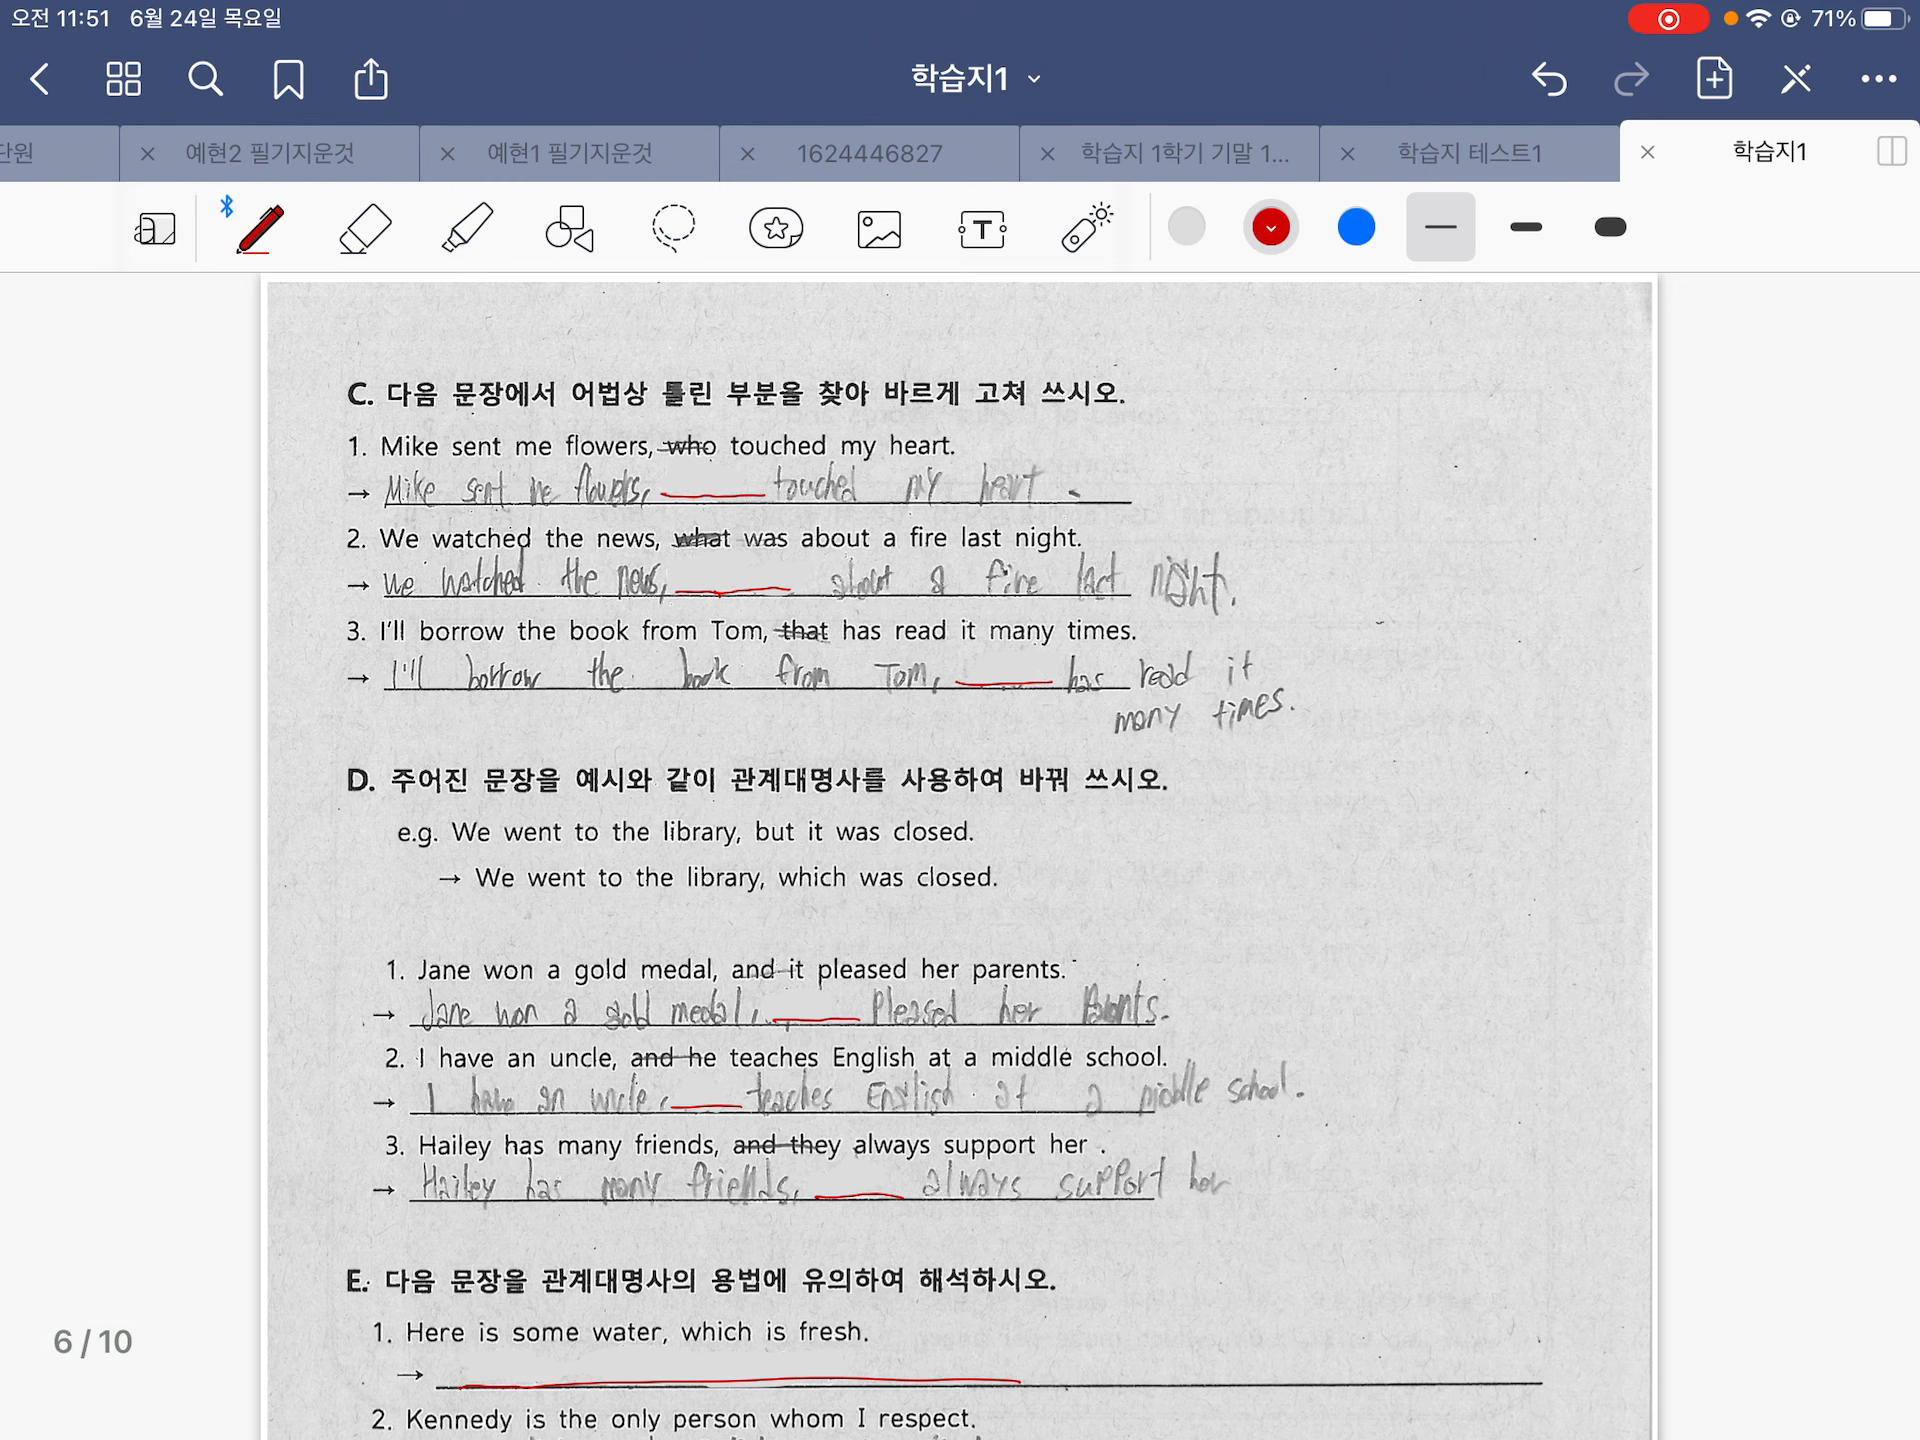 오전 11:51 6월 24일 목요일 71%
학습지1
단원 예현2 필기지운것 예현1 필기지운것 1624446827 학습지 1학기 기말 1... 학습지 테스트1 학습지1
C. 다음 문장에서 어법상 틀린 부분을 찾아 바르게 고쳐 쓰시오.
1. Mike sent me flowers, who touched my heart.
→ Mike sent me flowers, touched my heart.
2. We watched the news, what was about a fire last night.
→ We watched the news, about a fire last night.
3. I'll borrow the book from Tom, that has read it many times.
→ I'll borrow the book from Tom, has read it
many times.
D. 주어진 문장을 예시와 같이 관계대명사를 사용하여 바꿔 쓰시오.
e.g. We went to the library, but it was closed.
→ We went to the library, which was closed.
1. Jane won a gold medal, and it pleased her parents.
→ Jane won a gold medal, pleased her parents.
2. I have an uncle, and he teaches English at a middle school.
→ I have an uncle, teaches English at a middle school.
3. Hailey has many friends, and they always support her .
→ Hailey has many friends, always support her
E. 다음 문장을 관계대명사의 용법에 유의하여 해석하시오.
1. Here is some water, which is fresh.
→
6 / 10
2. Kennedy is the only person whom I respect.